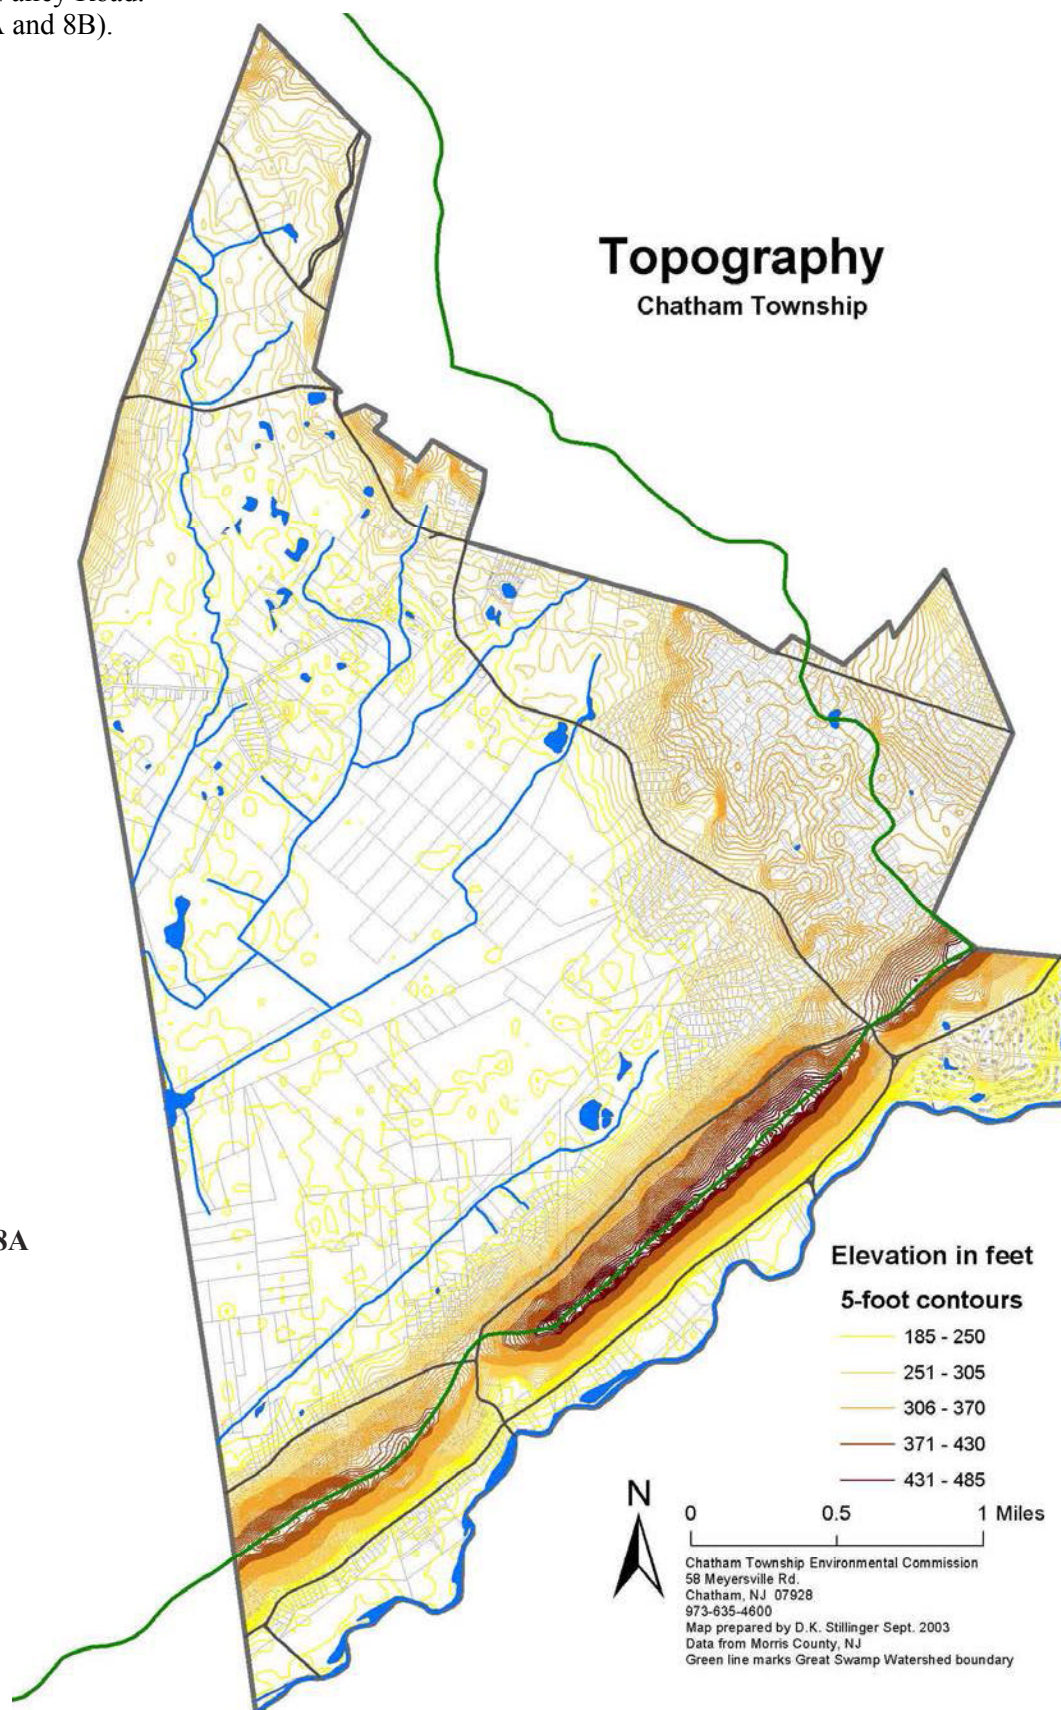 Road.
A and 8B).
Topography
Chatham Township
8A
Elevation in feet
5-foot contours
185 - 250
251 - 305
306 - 370
371 - 430
431 - 485
N
0 0.5 1 Miles
Chatham Township Environmental Commission
58 Meyersville Rd.
Chatham, NJ 07928
973-635-4600
Map prepared by D.K. Stillinger Sept. 2003
Data from Morris County, NJ
Green line marks Great Swamp Watershed boundary